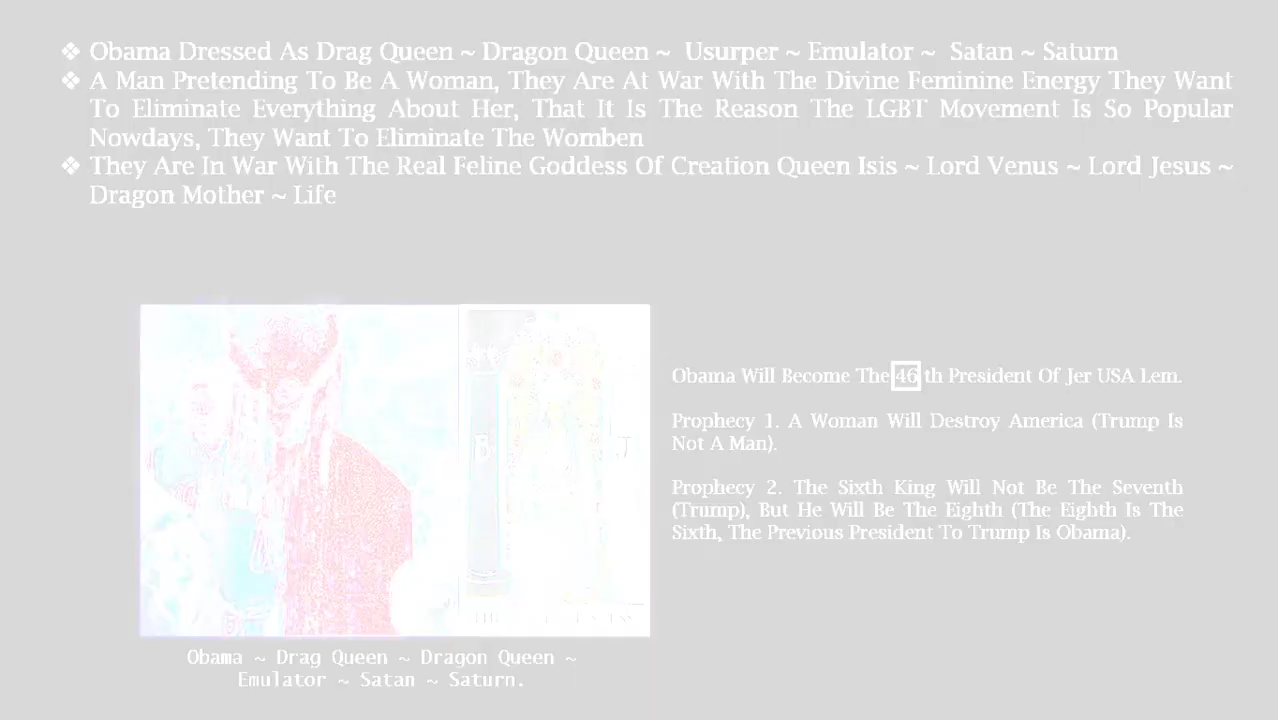 ❖ Obama Dressed As Drag Queen ~ Dragon Queen ~ Usurper ~ Emulator ~ Satan ~ Saturn
❖ A Man Pretending To Be A Woman, They Are At War With The Divine Feminine Energy They Want
To Eliminate Everything About Her, That It Is The Reason The LGBT Movement Is So Popular
Nowdays, They Want To Eliminate The Womben
❖ They Are In War With The Real Feline Goddess Of Creation Queen Isis ~ Lord Venus ~ Lord Jesus ~
Dragon Mother ~ Life
B
J
Obama Will Become The 46 th President Of Jer USA Lem.
Prophecy 1. A Woman Will Destroy America (Trump Is
Not A Man).
Prophecy 2. The Sixth King Will Not Be The Seventh
(Trump), But He Will Be The Eighth (The Eighth Is The
Sixth, The Previous President To Trump Is Obama).
Obama ~ Drag Queen ~ Dragon Queen ~
Emulator ~ Satan ~ Saturn.